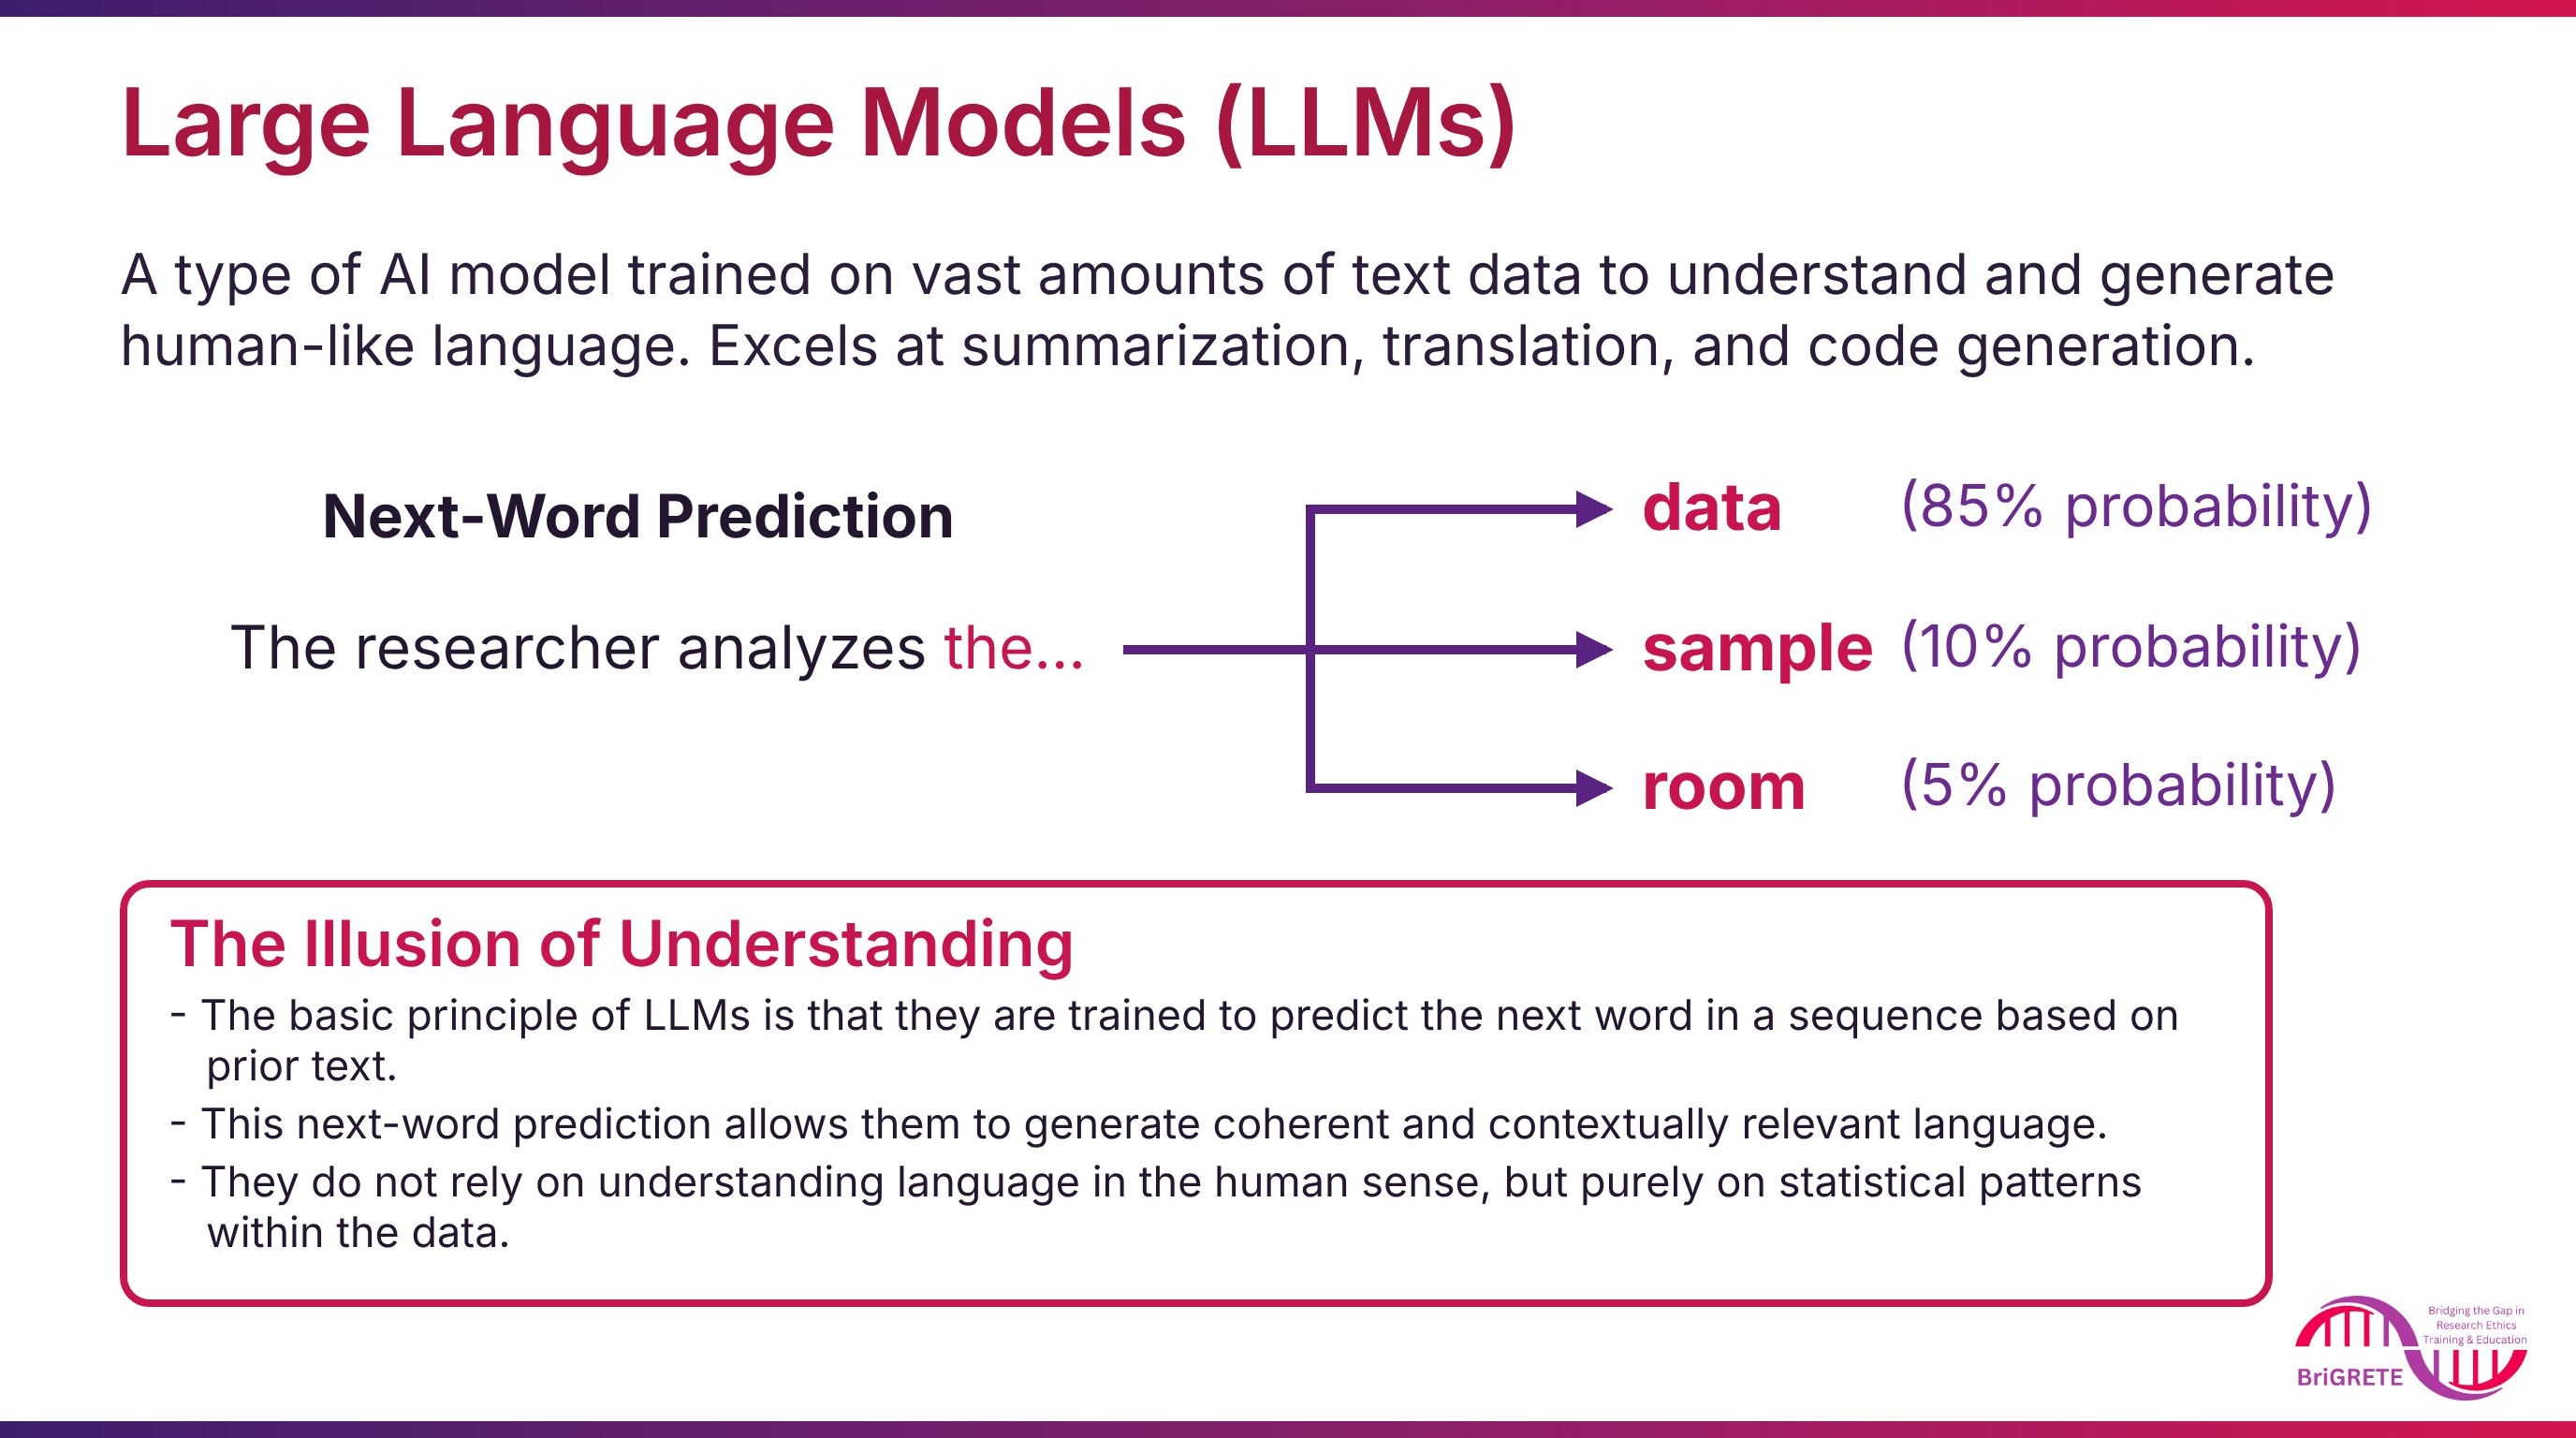 Large Language Models (LLMs)
A type of AI model trained on vast amounts of text data to understand and generate
human-like language. Excels at summarization, translation, and code generation.
Next-Word Prediction
The researcher analyzes the...
data (85% probability)
sample (10% probability)
room (5% probability)
The Illusion of Understanding
- The basic principle of LLMs is that they are trained to predict the next word in a sequence based on
prior text.
- This next-word prediction allows them to generate coherent and contextually relevant language.
- They do not rely on understanding language in the human sense, but purely on statistical patterns
within the data.
Bridging the Gap in
Research Ethics
Training & Education
BriGRETE